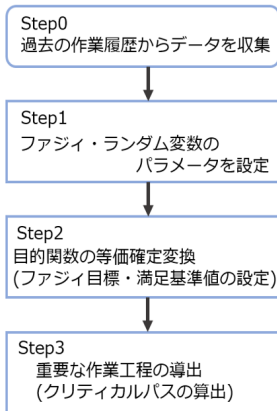 Step0
過去の作業履歴からデータを収集
Step1
ファジィ・ランダム変数の
パラメータを設定
Step2
目的関数の等価確定変換
(ファジィ目標・満足基準値の設定)
Step3
重要な作業工程の導出
(クリティカルパスの算出)